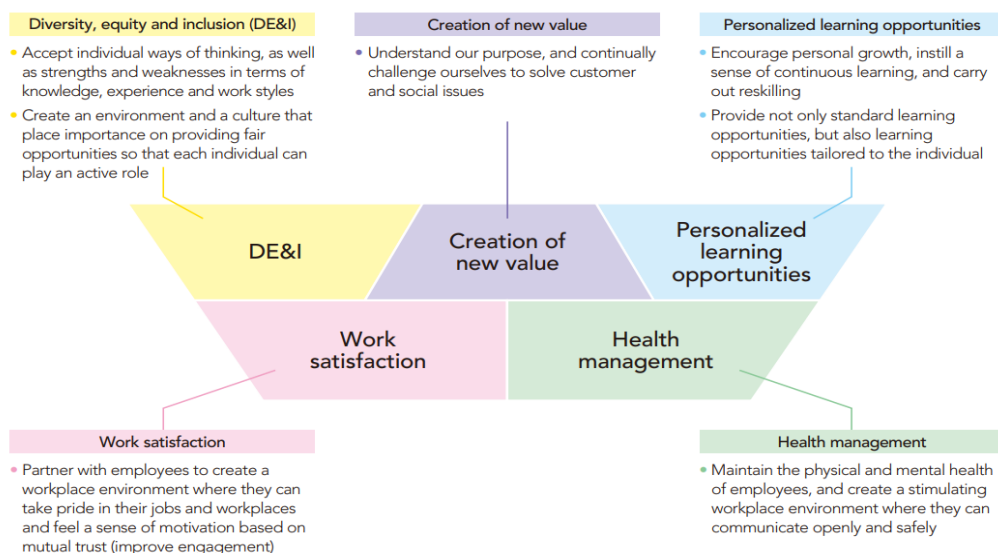 Diversity, equity and inclusion (DE&I)
• Accept individual ways of thinking, as well
as strengths and weaknesses in terms of
knowledge, experience and work styles
• Create an environment and a culture that
place importance on providing fair
opportunities so that each individual can
play an active role
Creation of new value
• Understand our purpose, and continually
challenge ourselves to solve customer
and social issues
Personalized learning opportunities
• Encourage personal growth, instill a
sense of continuous learning, and carry
out reskilling
• Provide not only standard learning
opportunities, but also learning
opportunities tailored to the individual
DE&I
Creation of
new value
Personalized
learning
opportunities
Work
satisfaction
Health
management
Work satisfaction
• Partner with employees to create a
workplace environment where they can
take pride in their jobs and workplaces
and feel a sense of motivation based on
mutual trust (improve engagement)
Health management
• Maintain the physical and mental health
of employees, and create a stimulating
workplace environment where they can
communicate openly and safely